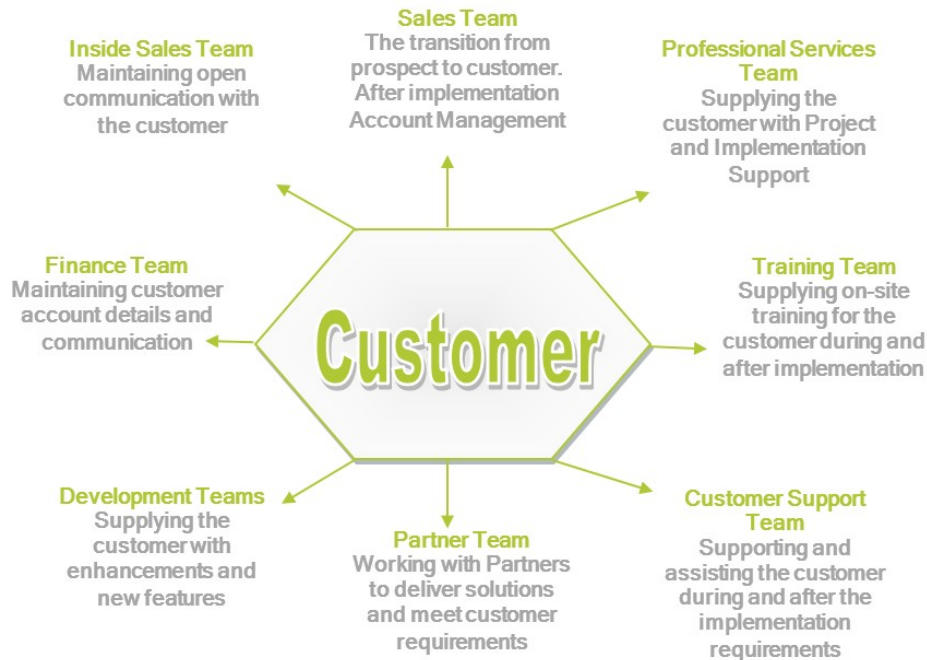 Sales Team
The transition from
prospect to customer.
After implementation
Account Management
Inside Sales Team
Maintaining open
communication with
the customer
Professional Services
Team
Supplying the
customer with Project
and Implementation
Support
Finance Team
Maintaining customer
account details and
communication
Customer
Training Team
Supplying on-site
training for the
customer during and
after implementation
Development Teams
Supplying the
customer with
enhancements and
new features
Partner Team
Working with Partners
to deliver solutions
and meet customer
requirements
Customer Support
Team
Supporting and
assisting the customer
during and after the
implementation
requirements